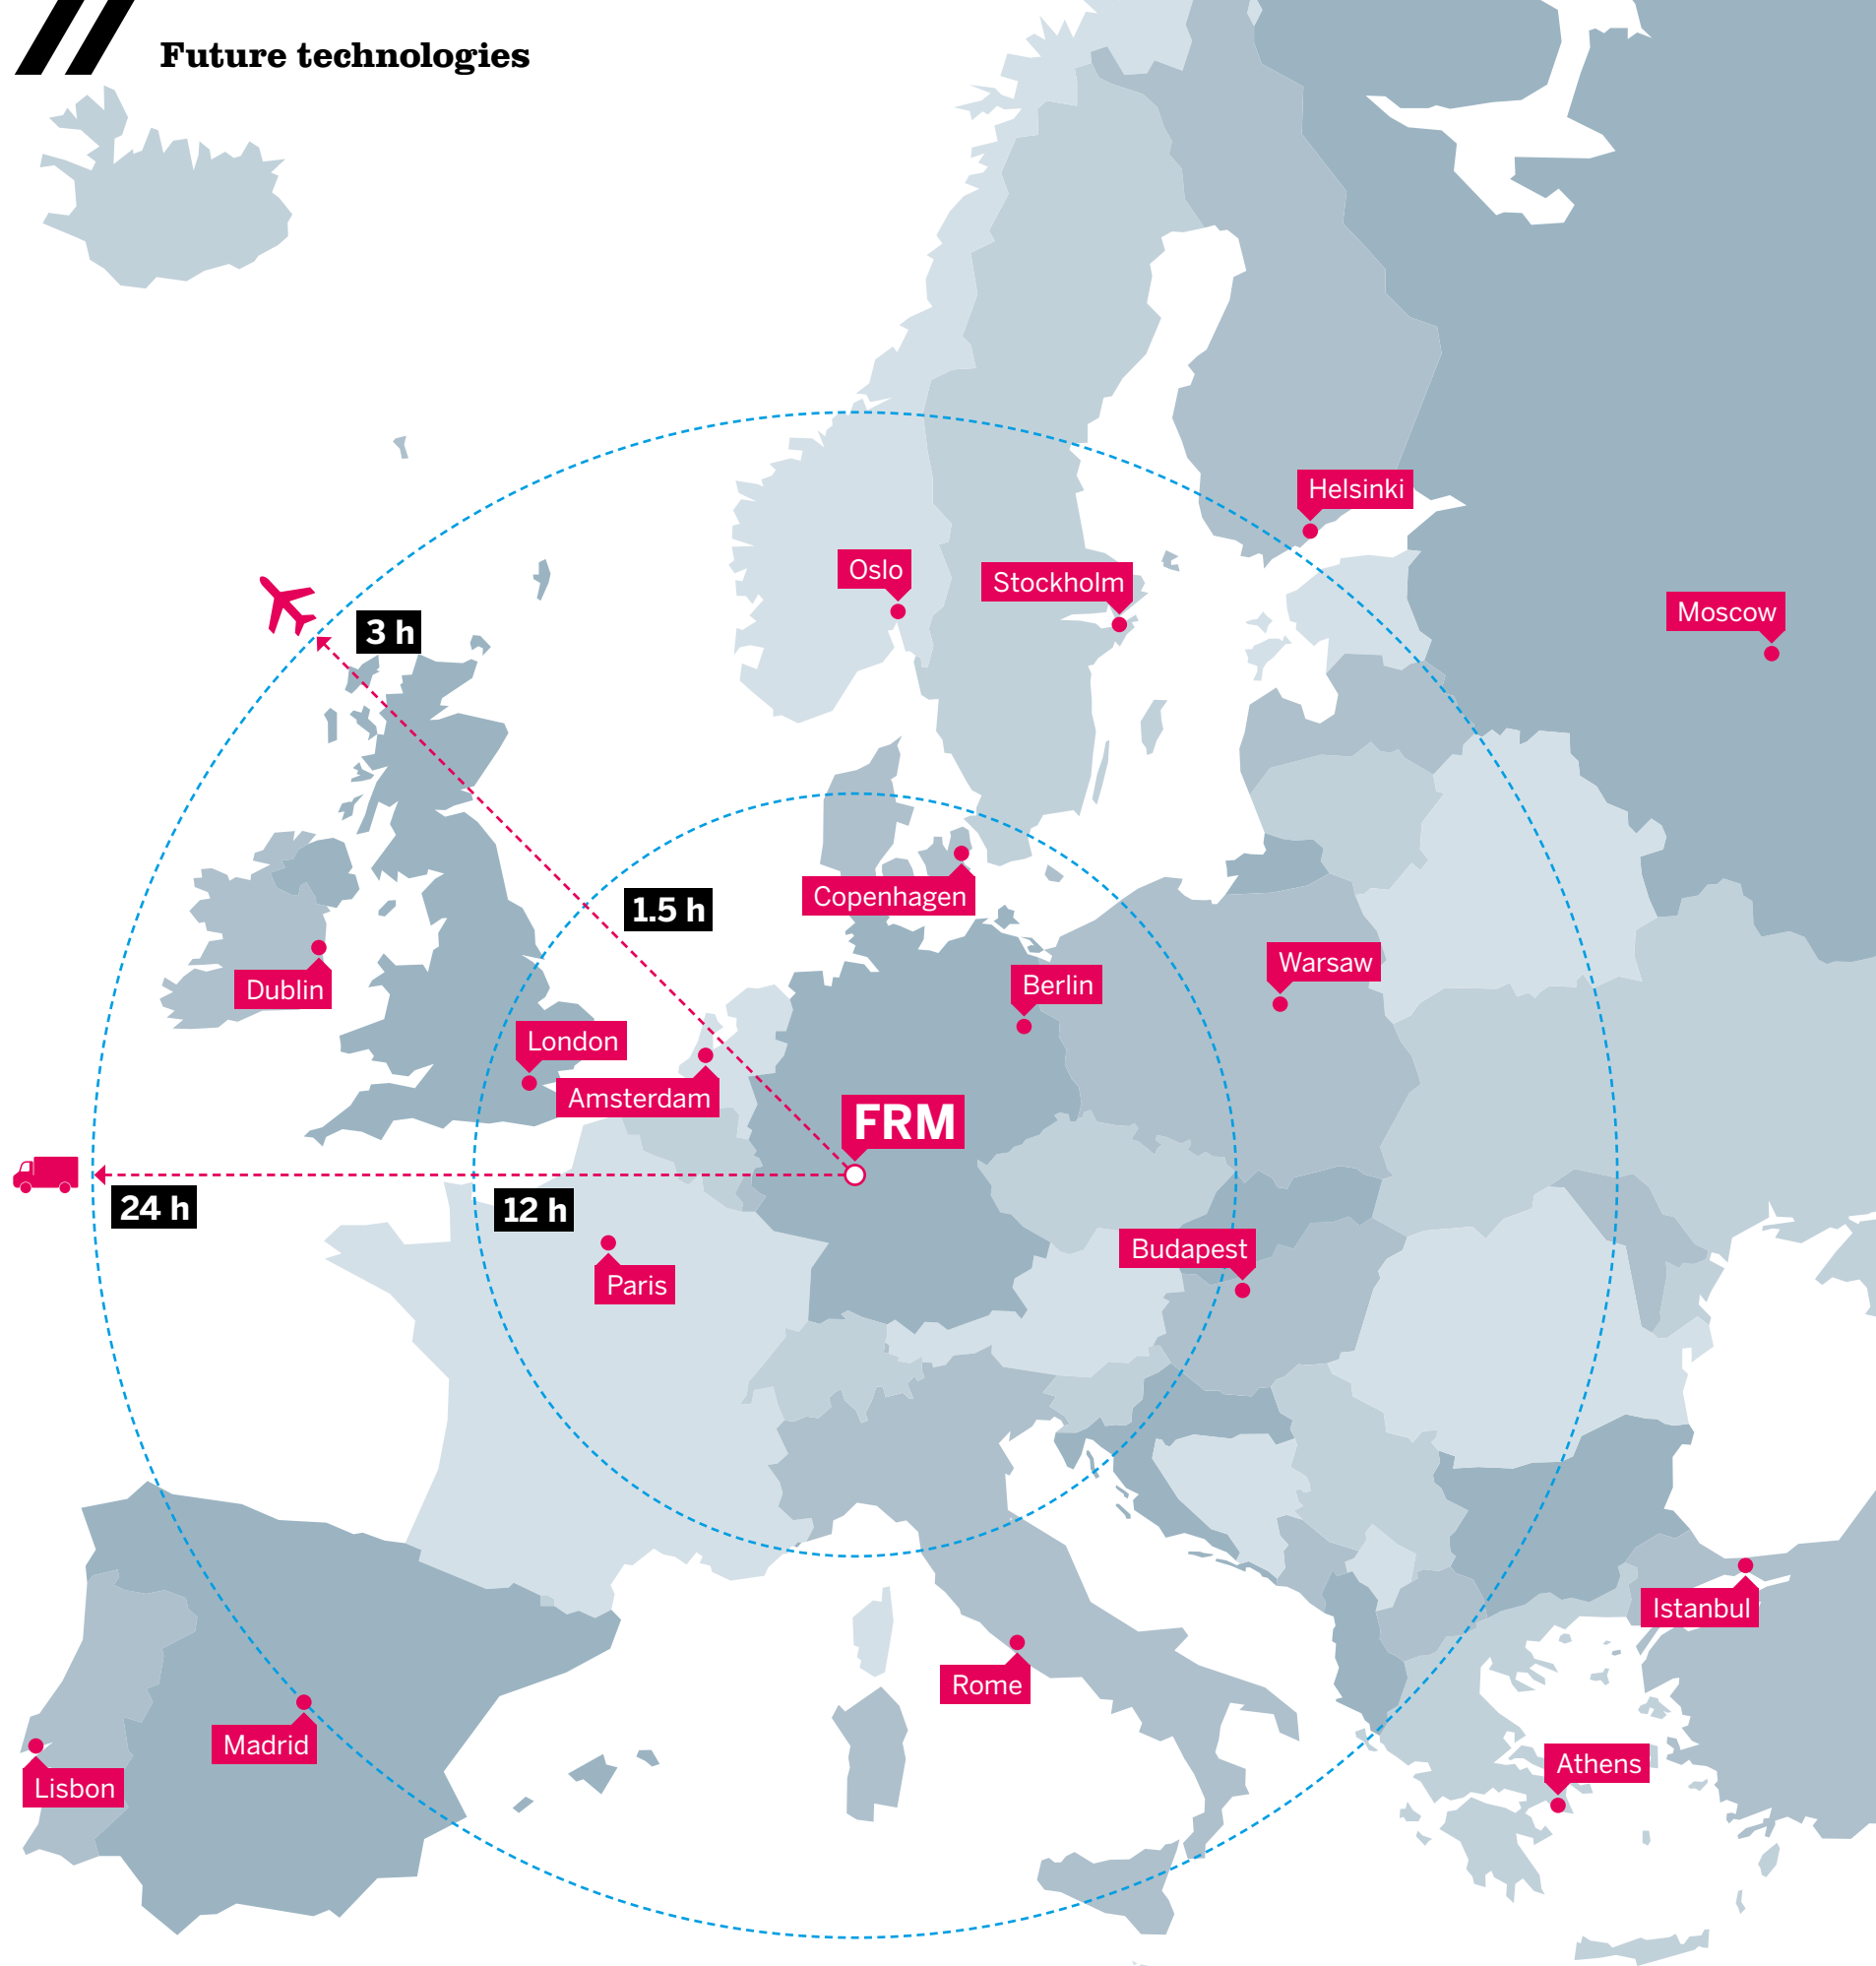 Future technologies
Helsinki
Oslo
Stockholm
Moscow
3 h
1.5 h
Copenhagen
Dublin
Warsaw
Berlin
London
Amsterdam
FRM
24 h
12 h
Budapest
Paris
Istanbul
Rome
Madrid
Athens
Lisbon